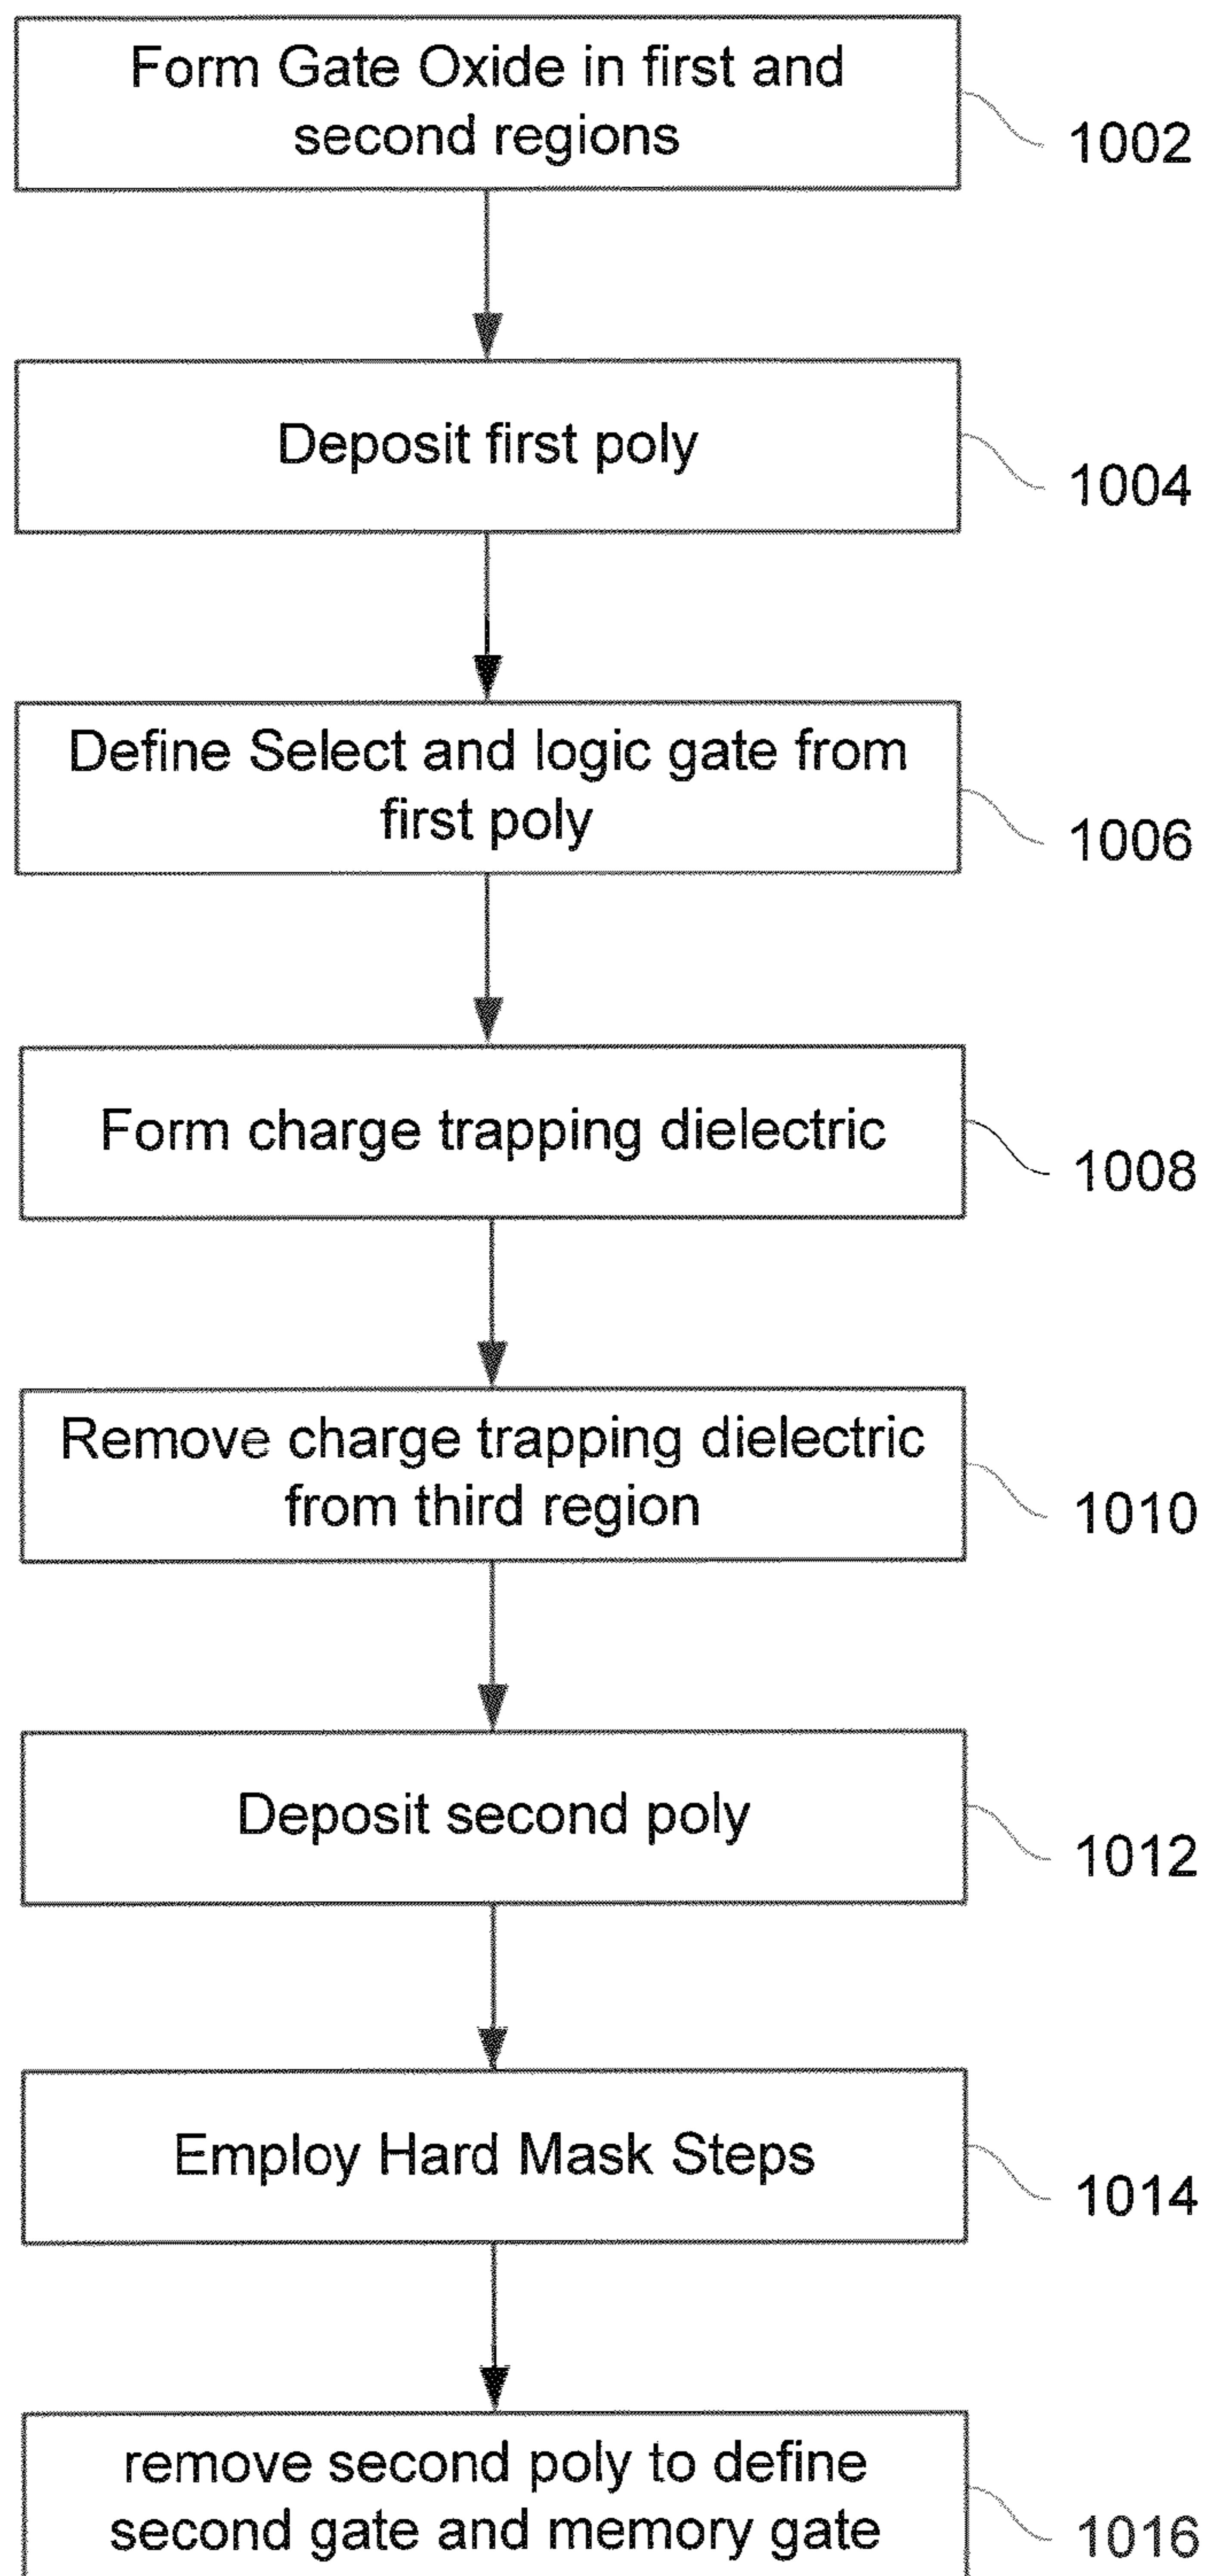 Form Gate Oxide in first and
second regions
1002
Deposit first poly
1004
Define Select and logic gate from
first poly
1006
Form charge trapping dielectric
1008
Remove charge trapping dielectric
from third region
1010
Deposit second poly
1012
Employ Hard Mask Steps
1014
remove second poly to define
second gate and memory gate
1016